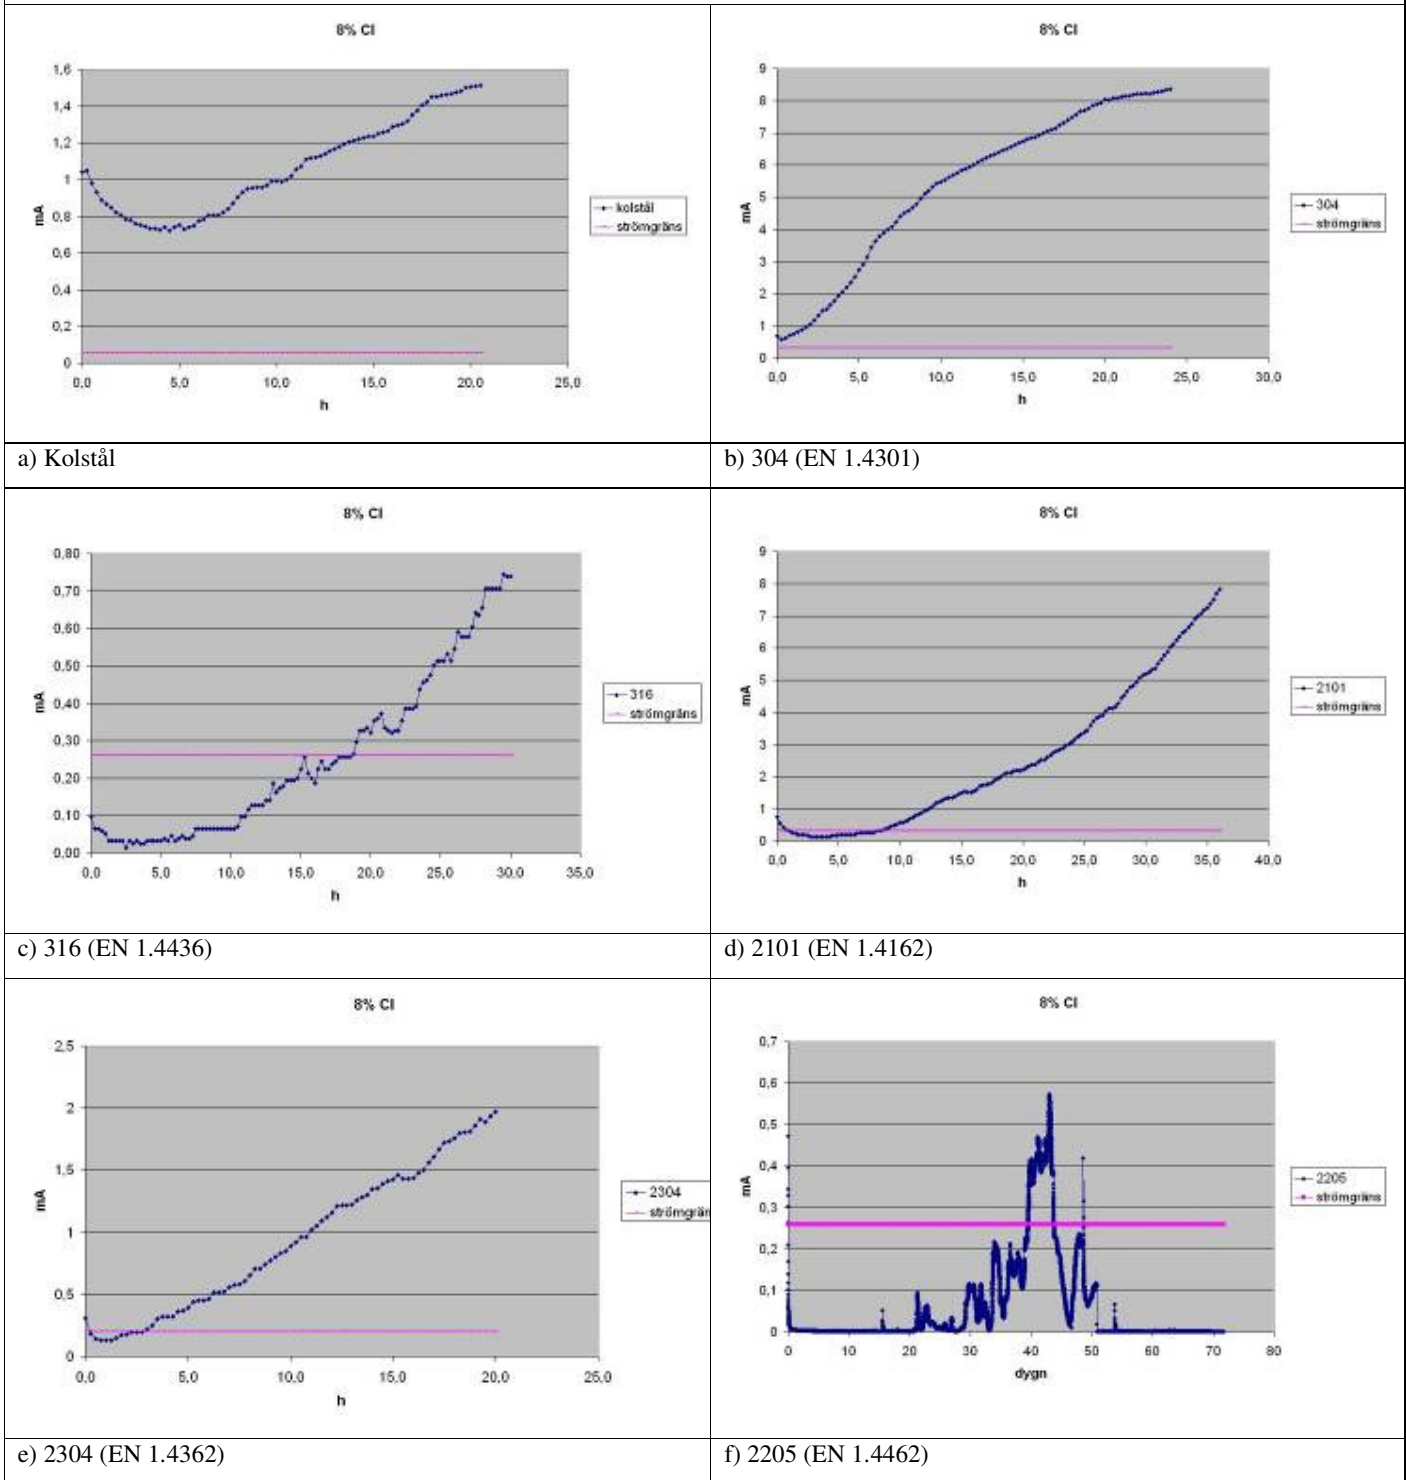 8% Cl
1,6
1,4
1,2
1
0,8
0,6
0,4
0,2
0
mA
0,0 5,0 10,0 15,0 20,0 25,0
h
kolstål
strömgräns
8% Cl
9
8
7
6
5
4
3
2
1
0
mA
0,0 5,0 10,0 15,0 20,0 25,0 30,0
h
304
strömgräns
a) Kolstål
b) 304 (EN 1.4301)
8% Cl
0,80
0,70
0,60
0,50
0,40
0,30
0,20
0,10
0,00
mA
0,0 5,0 10,0 15,0 20,0 25,0 30,0 35,0
h
316
strömgräns
8% Cl
9
8
7
6
5
4
3
2
1
0
mA
0,0 5,0 10,0 15,0 20,0 25,0 30,0 35,0 40,0
h
2101
strömgräns
c) 316 (EN 1.4436)
d) 2101 (EN 1.4162)
8% Cl
2,5
2
1,5
1
0,5
0
mA
0,0 5,0 10,0 15,0 20,0 25,0
h
2304
strömgrän
8% Cl
0,7
0,6
0,5
0,4
0,3
0,2
0,1
0
mA
0 10 20 30 40 50 60 70 80
dygn
2205
strömgräns
e) 2304 (EN 1.4362)
f) 2205 (EN 1.4462)